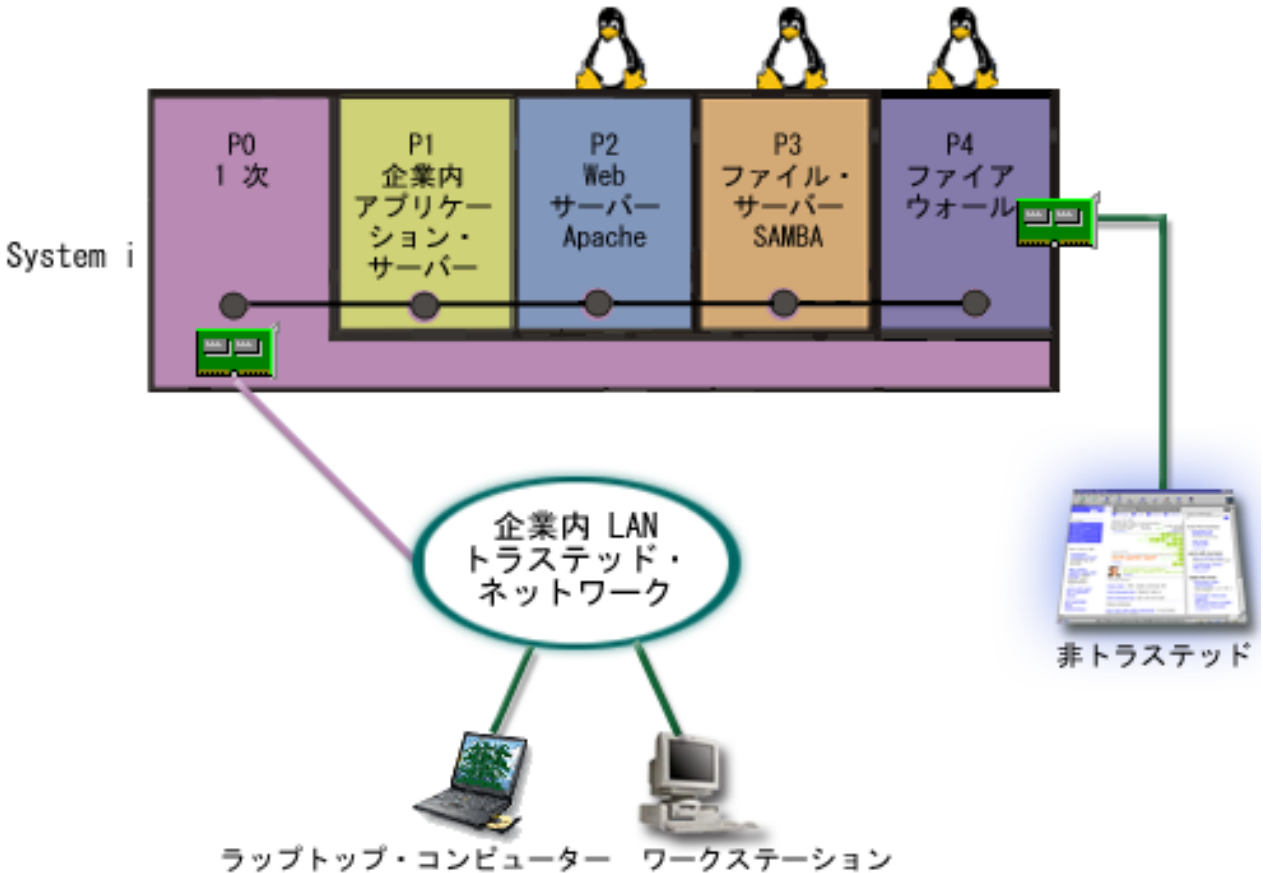 System i
P0
1 次
P1
企業内
アプリケー
ション・
サーバー
P2
Web
サーバー
Apache
P3
ファイル・
サーバー
SAMBA
P4
ファイア
ウォール
企業内 LAN
トラステッド・
ネットワーク
非トラステッド
ラップトップ・コンピューター
ワークステーション